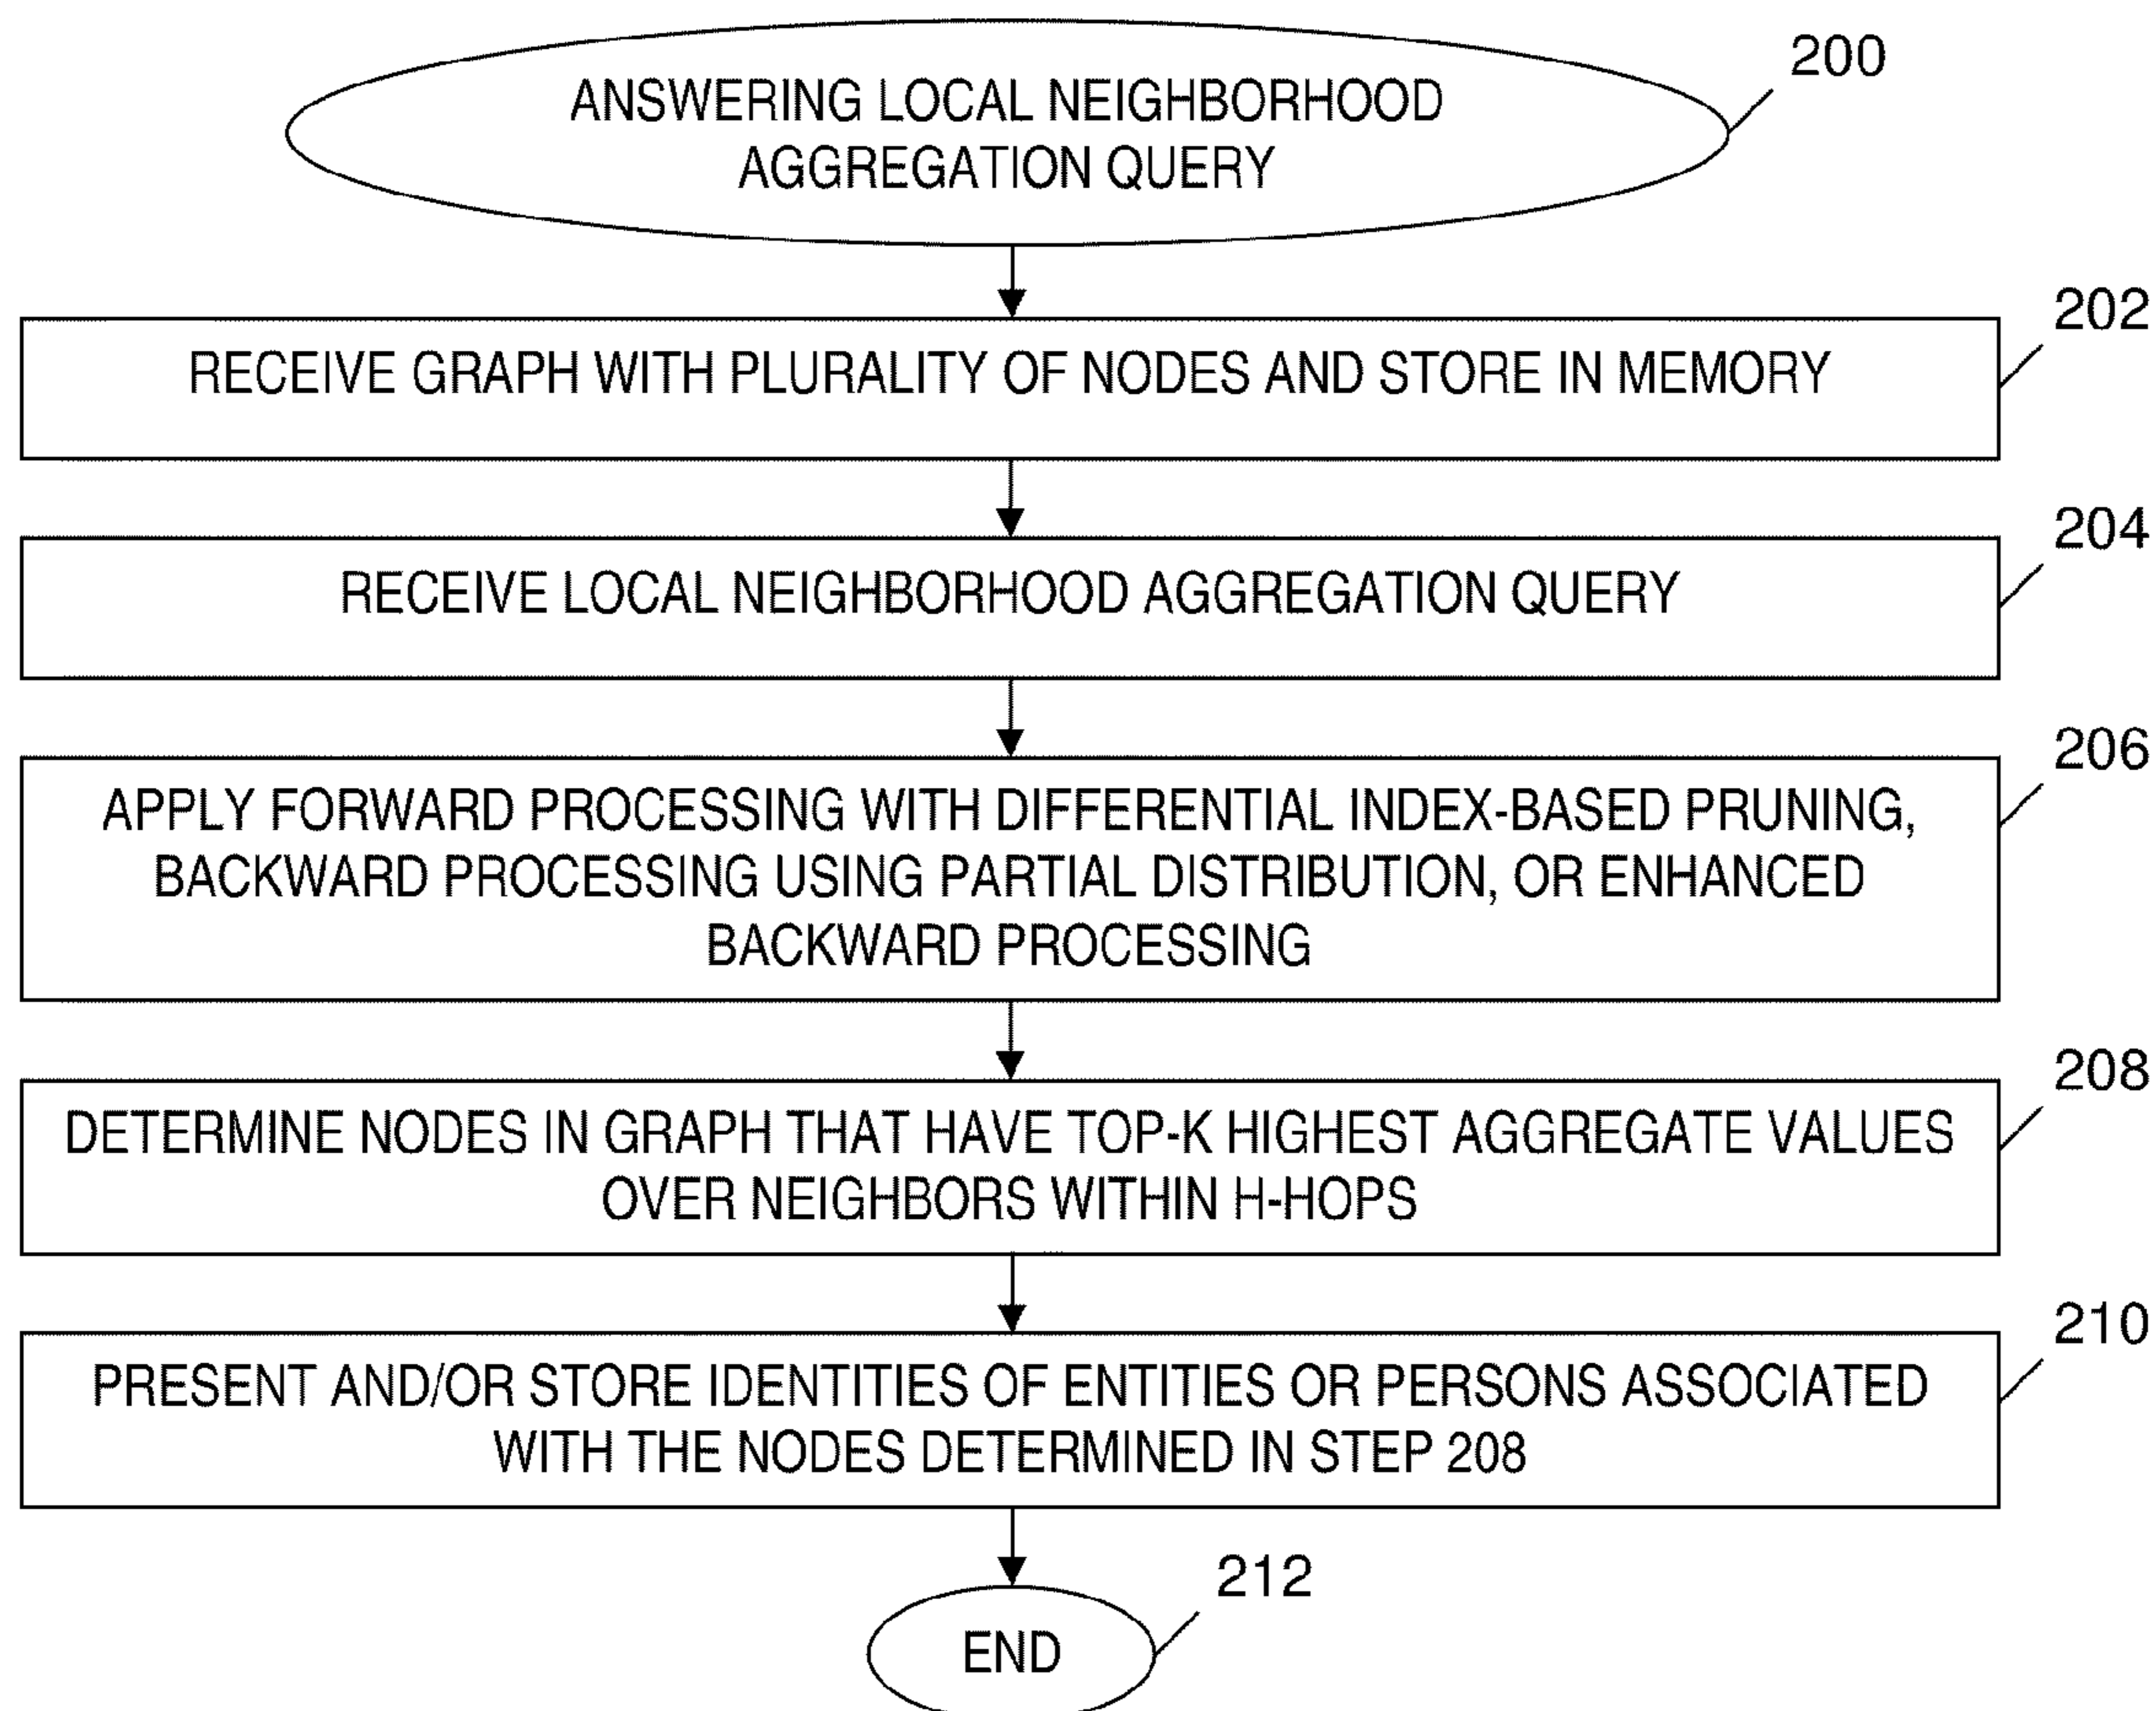 200
ANSWERING LOCAL NEIGHBORHOOD
AGGREGATION QUERY
202
RECEIVE GRAPH WITH PLURALITY OF NODES AND STORE IN MEMORY
204
RECEIVE LOCAL NEIGHBORHOOD AGGREGATION QUERY
206
APPLY FORWARD PROCESSING WITH DIFFERENTIAL INDEX-BASED PRUNING,
BACKWARD PROCESSING USING PARTIAL DISTRIBUTION, OR ENHANCED
BACKWARD PROCESSING
208
DETERMINE NODES IN GRAPH THAT HAVE TOP-K HIGHEST AGGREGATE VALUES
OVER NEIGHBORS WITHIN H-HOPS
210
PRESENT AND/OR STORE IDENTITIES OF ENTITIES OR PERSONS ASSOCIATED
WITH THE NODES DETERMINED IN STEP 208
212
END